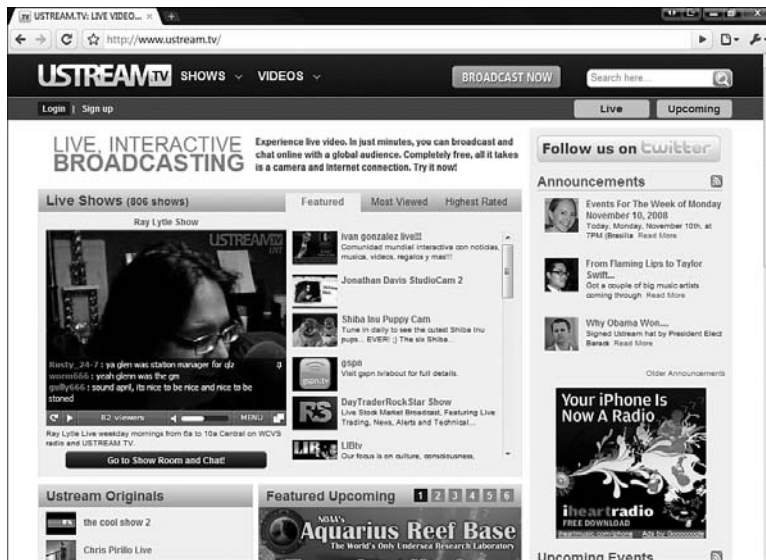 USTREAM.TV: LIVE VIDEO...
http://www.ustream.tv/
USTREAM TV SHOWS VIDEOS BROADCAST NOW Search here...
Login | Sign up Live Upcoming
LIVE, INTERACTIVE
BROADCASTING
Experience live video. In just minutes, you can broadcast and
chat online with a global audience. Completely free, all it takes
is a camera and internet connection. Try it now!
Live Shows (806 shows) Featured Most Viewed Highest Rated
Ray Lytle Show
USTREAM TV
LIVE
Rusty_24-7 : ya glen was station manager for qlz
worm666 : yeah glenn was the gm
gully666 : sound april, its nice to be nice and nice to be
stoned
82 viewers MENU
Ray Lytle Live weekday mornings from 6a to 10a Central on WCVS
radio and USTREAM TV.
Go to Show Room and Chat!
ivan gonzalez live!!!
Comunidad mundial interactiva con noticias,
musica, videos, regalos y mas!!!
Jonathan Davis StudioCam 2
Shiba Inu Puppy Cam
Tune in daily to see the cutest Shiba Inu
pups... EVER! ;) The six Shiba...
gspn
Visit gspn.tv/about for full details.
gspn.tv
DayTraderRockStar Show
Live Stock Market Broadcast, Featuring Live
Trading, News, Alerts and Technical...
RS
LIBtv
Our focus is on culture, consciousness,
LIB
Follow us on twitter
Announcements
Events For The Week of Monday
November 10, 2008
Today, Monday, November 10th, at
7PM (Brasilia Read More
From Flaming Lips to Taylor
Swift...
Got a couple of big music artists
coming through Read More
Why Obama Won....
Signed Ustream hat by President Elect
Barack Read More
Older Announcements
Your iPhone Is
Now A Radio
iheartradio
FREE DOWNLOAD
iheartmusic.com/iphone
Ustream Originals
the cool show 2
Chris Pirillo Live
Featured Upcoming 1 2 3 4 5 6
NOAA's
Aquarius Reef Base
The World's Only Undersea Research Laboratory
Upcoming Events